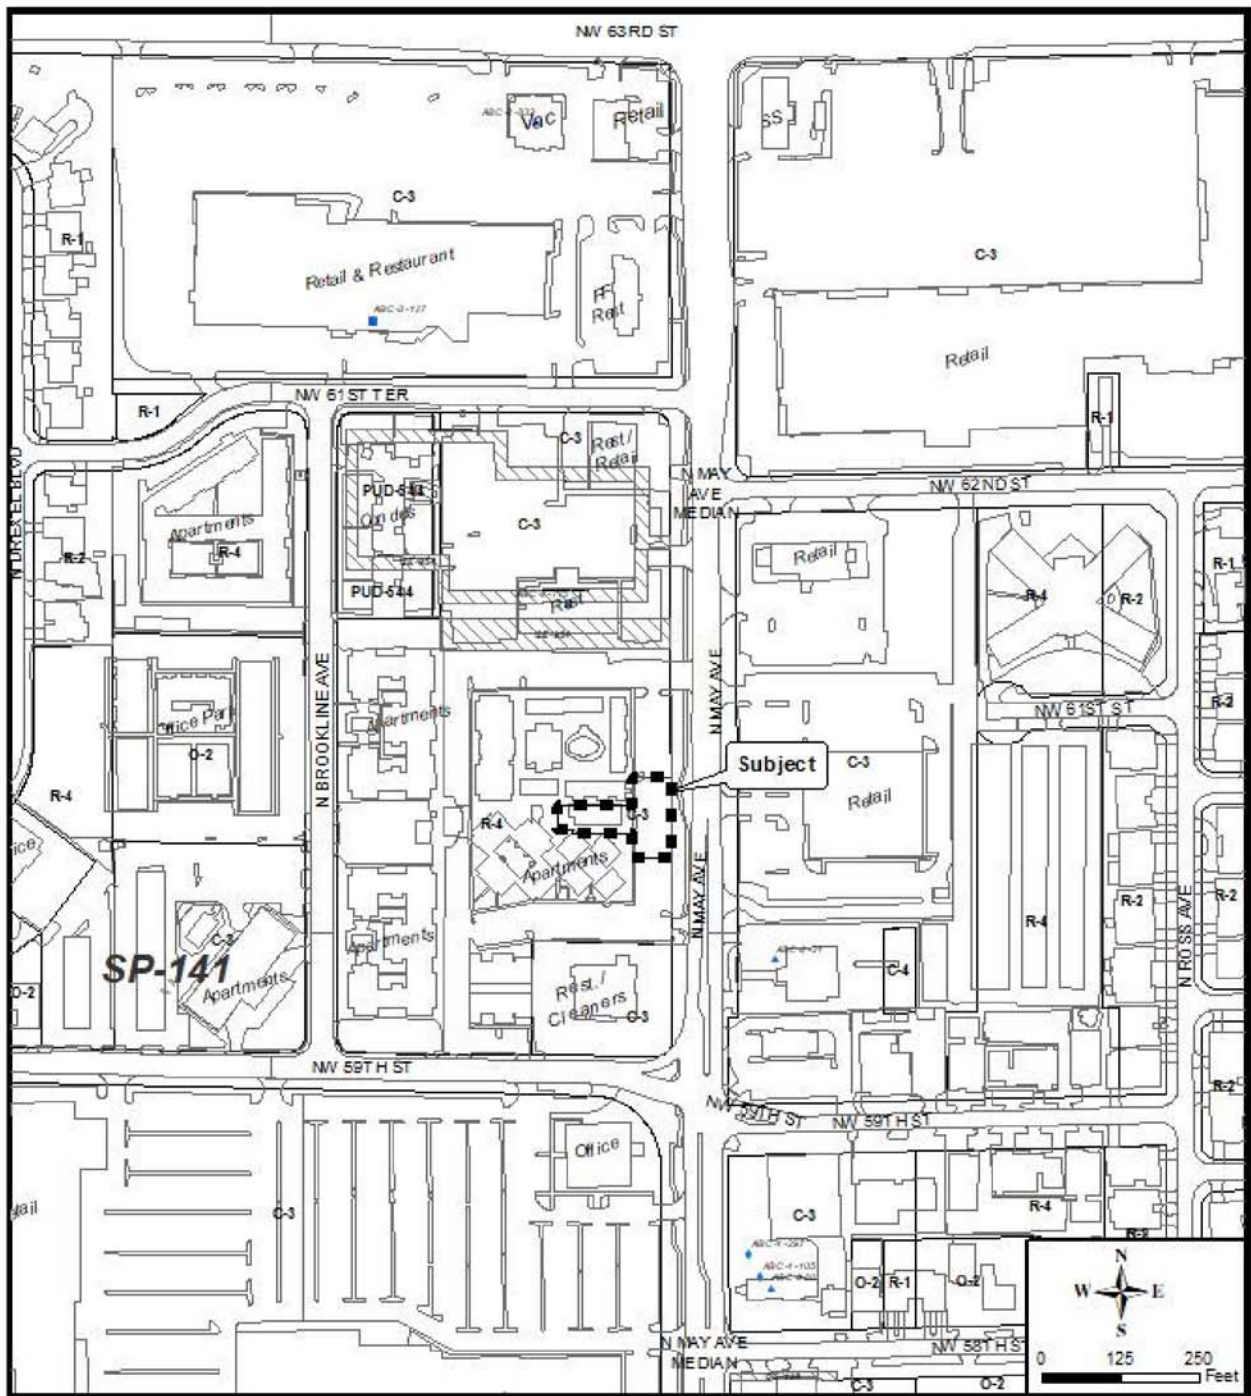 NW 63RD ST
Vac
Retail
SS
C-3
R-1
C-3
Retail & Restaurant
FF
Rest
ABC-2-127
Retail
NW 61ST TER
R-1
R-1
C-3
Rest/
Retail
N MAY
AVE
MEDIAN
NW 62ND ST
N DREXEL BLVD
PUD-544
Condos
C-3
Apartments
R-4
R-2
Retail
R-1
PUD-544
Rest
R-4
R-2
N BROOKLINE AVE
N MAY AVE
Office Park
O-2
Apartments
R-2
NW 61ST ST
Subject
C-3
Retail
R-4
R-4
C-3
Apartments
N MAY AVE
R-4
R-2
R-2
N ROSS AVE
C-3
SP-141
Apartments
Apartments
Rest./
Cleaners
C-3
C-4
O-2
NW 59TH ST
R-2
NW 59TH ST
NW 59TH ST
Office
C-3
C-3
R-4
O-2
R-1
O-2
N MAY AVE
MEDIAN
NW 58TH ST
C-3
O-2
N
W
E
S
0
125
250
Feet